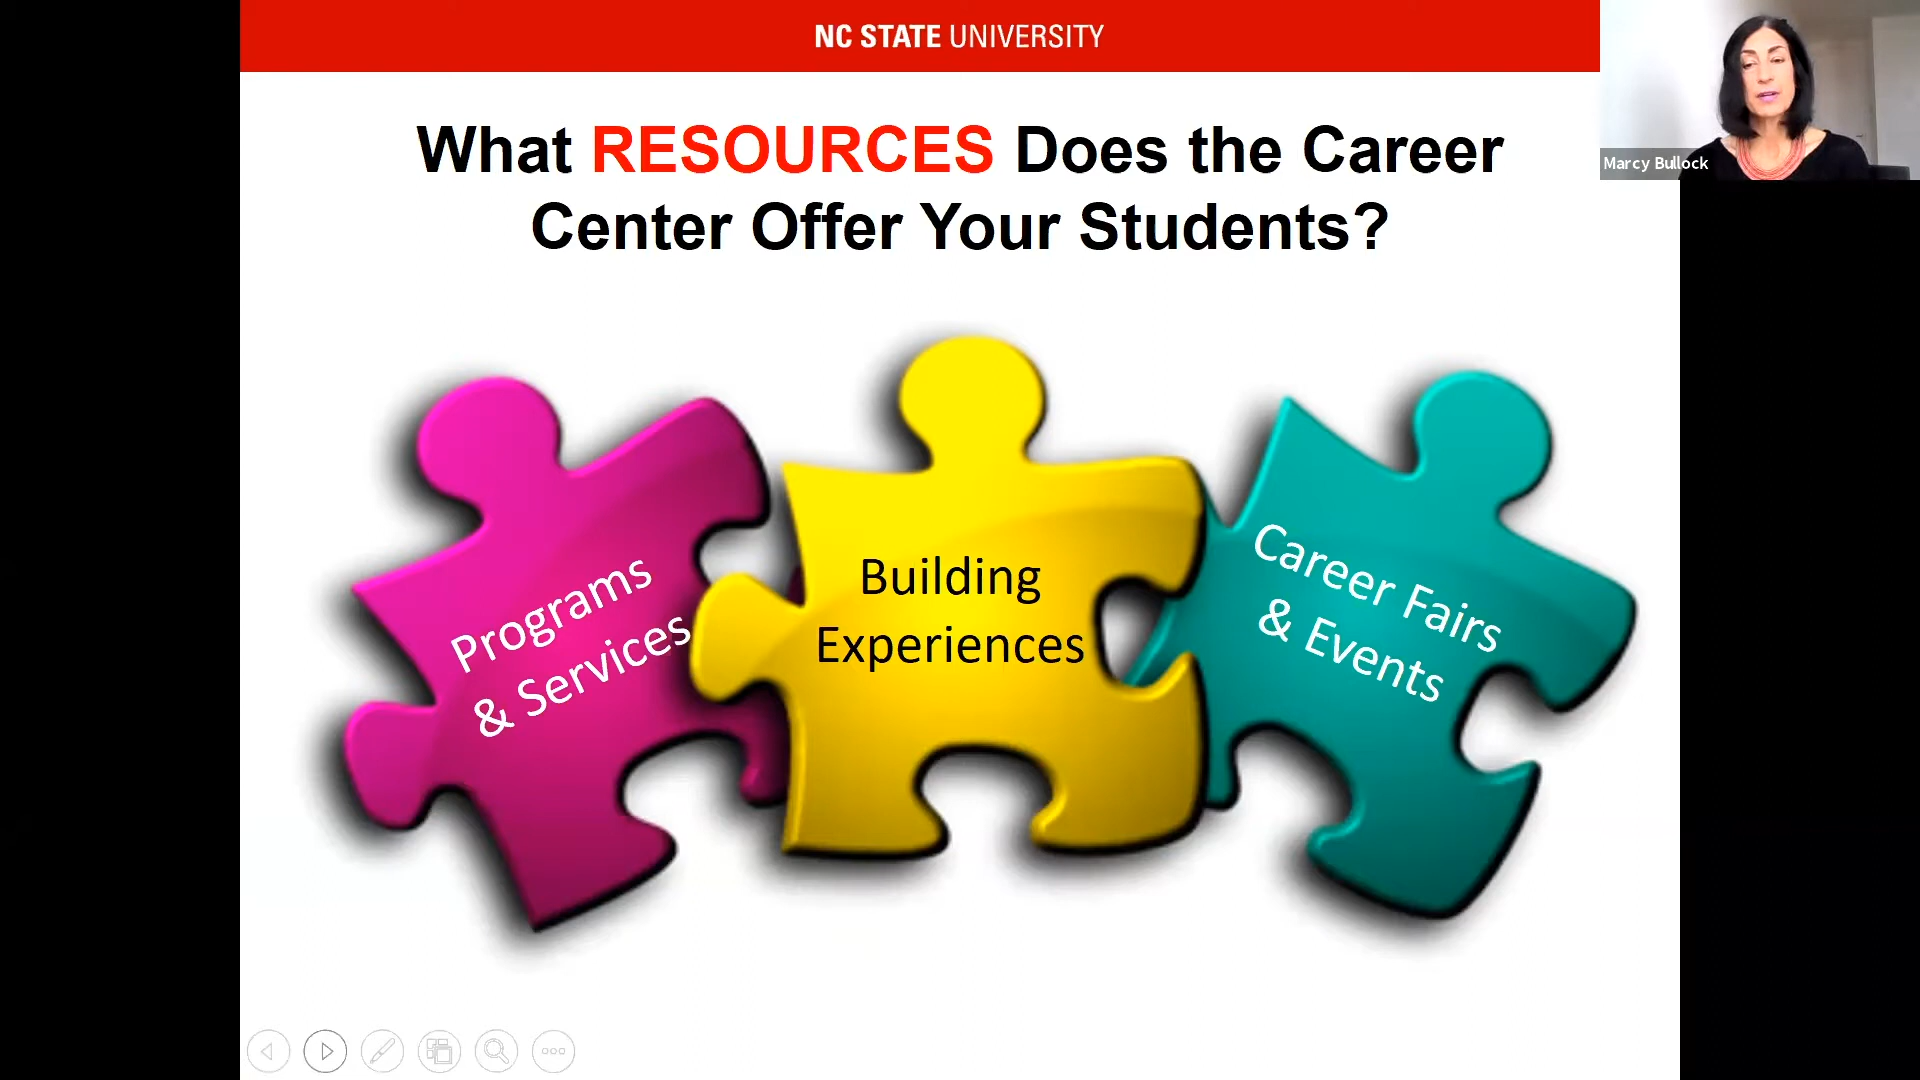 NC STATE UNIVERSITY
What RESOURCES Does the Career
Center Offer Your Students?
Marcy Bullock
Programs
& Services
Building
Experiences
Career Fairs
& Events